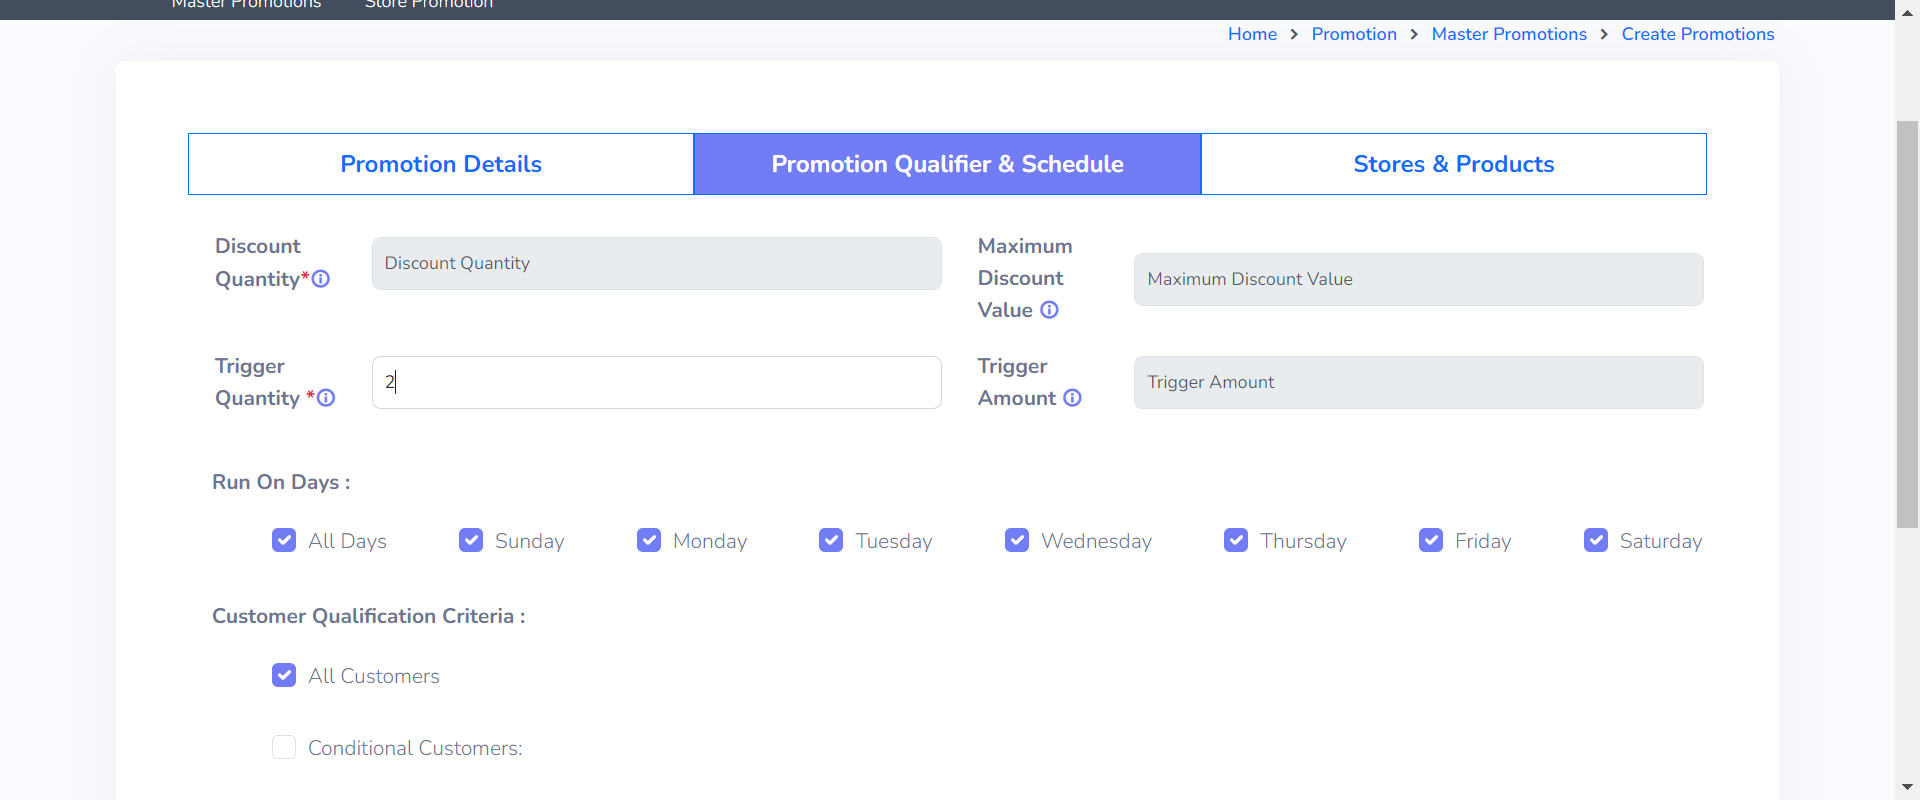 Master Promotions Store Promotion
Home > Promotion > Master Promotions > Create Promotions
Promotion Details Promotion Qualifier & Schedule Stores & Products
Discount
Quantity*
Discount Quantity
Maximum
Discount
Value
Maximum Discount Value
Trigger
Quantity *
2
Trigger
Amount
Trigger Amount
Run On Days :
All Days Sunday Monday Tuesday Wednesday Thursday Friday Saturday
Customer Qualification Criteria :
All Customers
Conditional Customers: